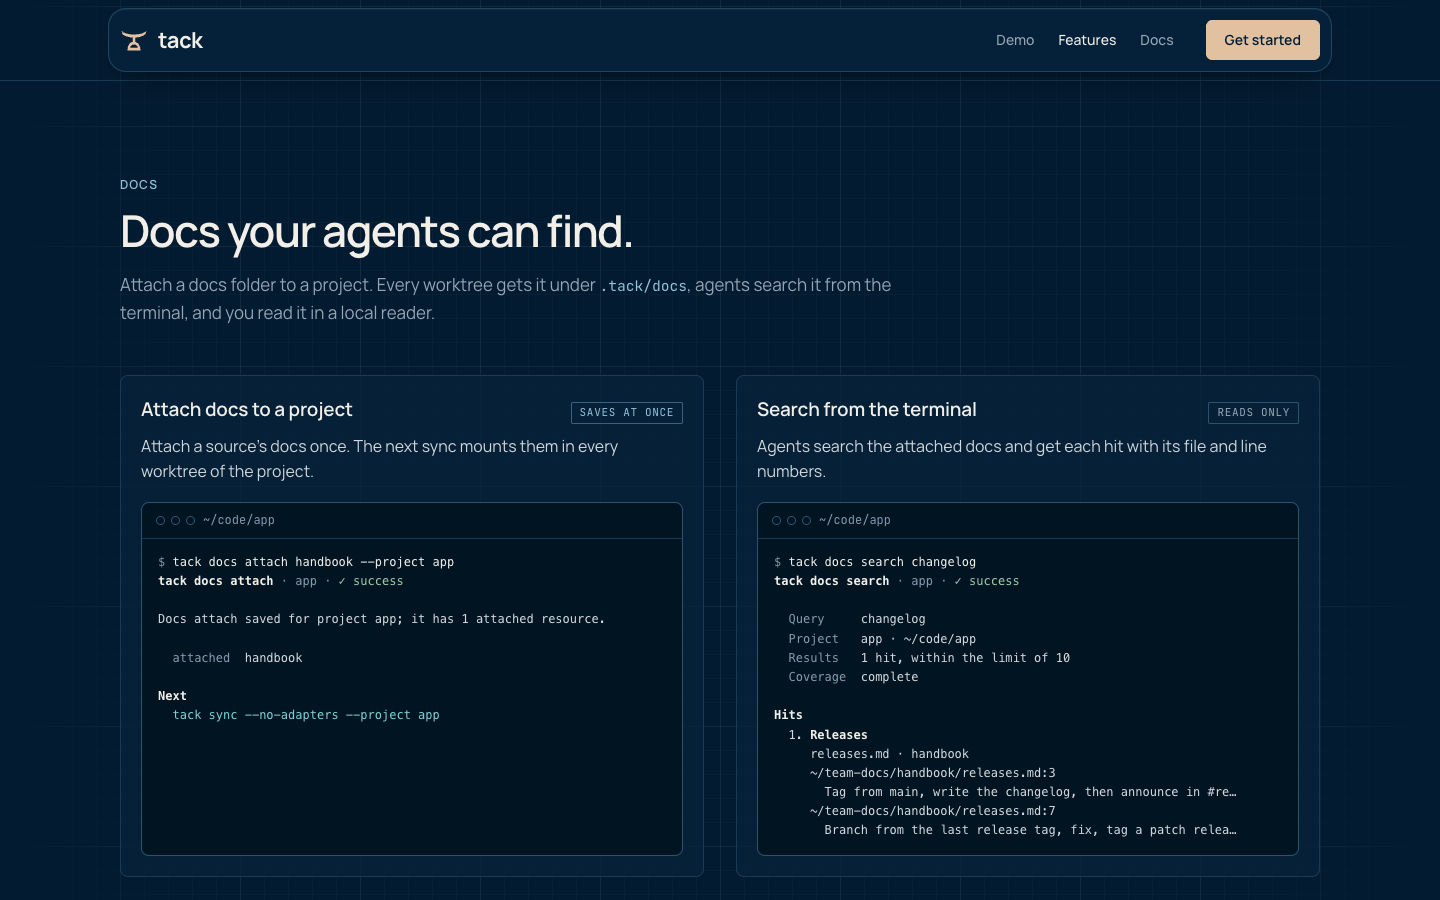 tack
Demo
Features
Docs
Get started
DOCS
Docs your agents can find.
Attach a docs folder to a project. Every worktree gets it under .tack/docs, agents search it from the
terminal, and you read it in a local reader.
Attach docs to a project
SAVES AT ONCE
Attach a source's docs once. The next sync mounts them in every
worktree of the project.
~/code/app
$ tack docs attach handbook --project app
tack docs attach · app · ✓ success
Docs attach saved for project app; it has 1 attached resource.
attached handbook
Next
tack sync --no-adapters --project app
Search from the terminal
READS ONLY
Agents search the attached docs and get each hit with its file and line
numbers.
~/code/app
$ tack docs search changelog
tack docs search · app · ✓ success
Query changelog
Project app · ~/code/app
Results 1 hit, within the limit of 10
Coverage complete
Hits
1. Releases
releases.md · handbook
~/team-docs/handbook/releases.md:3
Tag from main, write the changelog, then announce in #re…
~/team-docs/handbook/releases.md:7
Branch from the last release tag, fix, tag a patch relea…